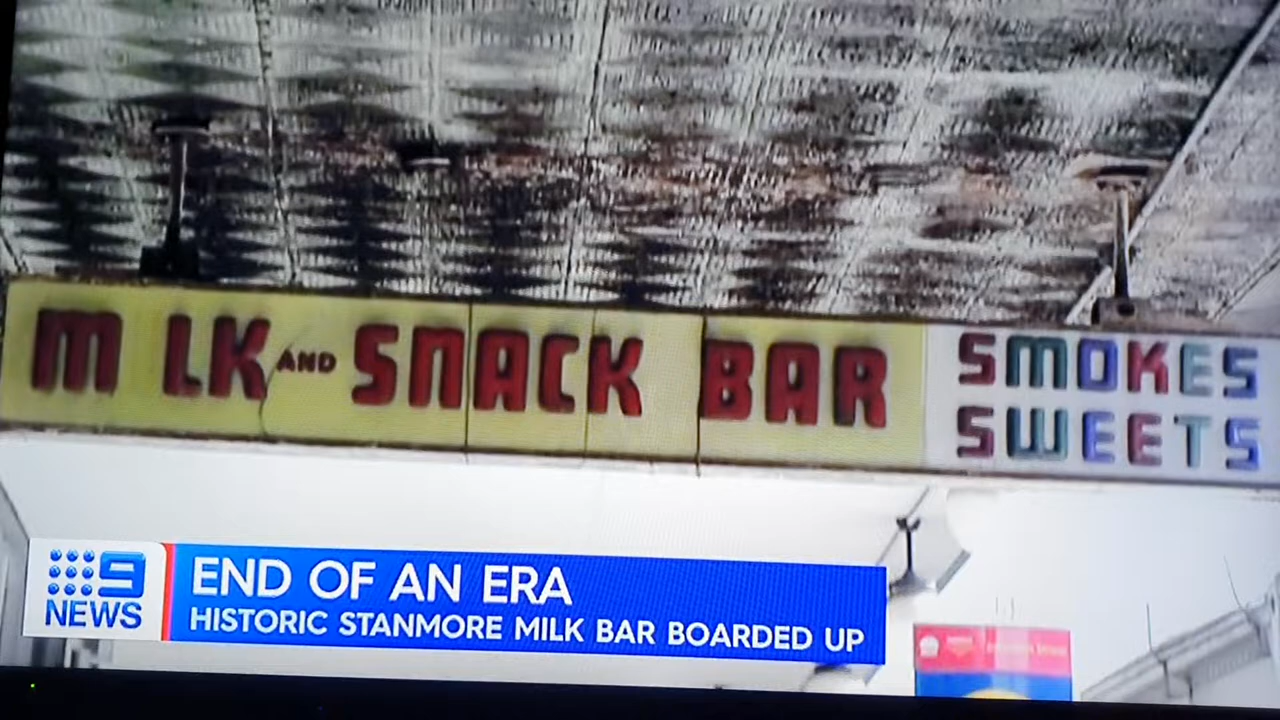 M LK AND SNACK BAR
SMOKES
SWEETS
9
NEWS
END OF AN ERA
HISTORIC STANMORE MILK BAR BOARDED UP